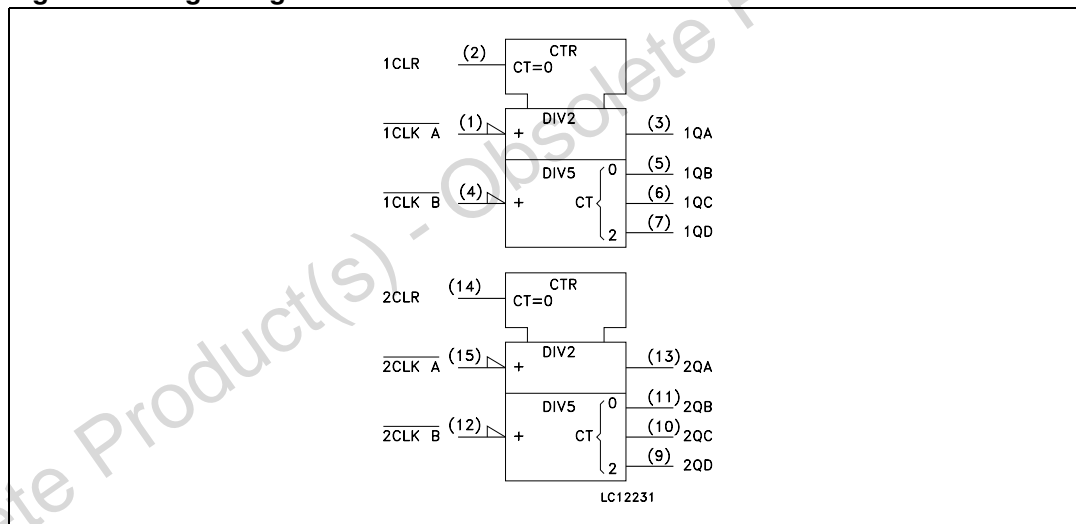 1CLR (2) CTR
CT=0
1CLK A (1) + DIV2 (3) 1QA
DIV5 0 (5) 1QB
1CLK B (4) + CT (6) 1QC
2 (7) 1QD
2CLR (14) CTR
CT=0
2CLK A (15) + DIV2 (13) 2QA
DIV5 0 (11) 2QB
2CLK B (12) + CT (10) 2QC
2 (9) 2QD
LC12231
ete Product(s) - Obsolete P